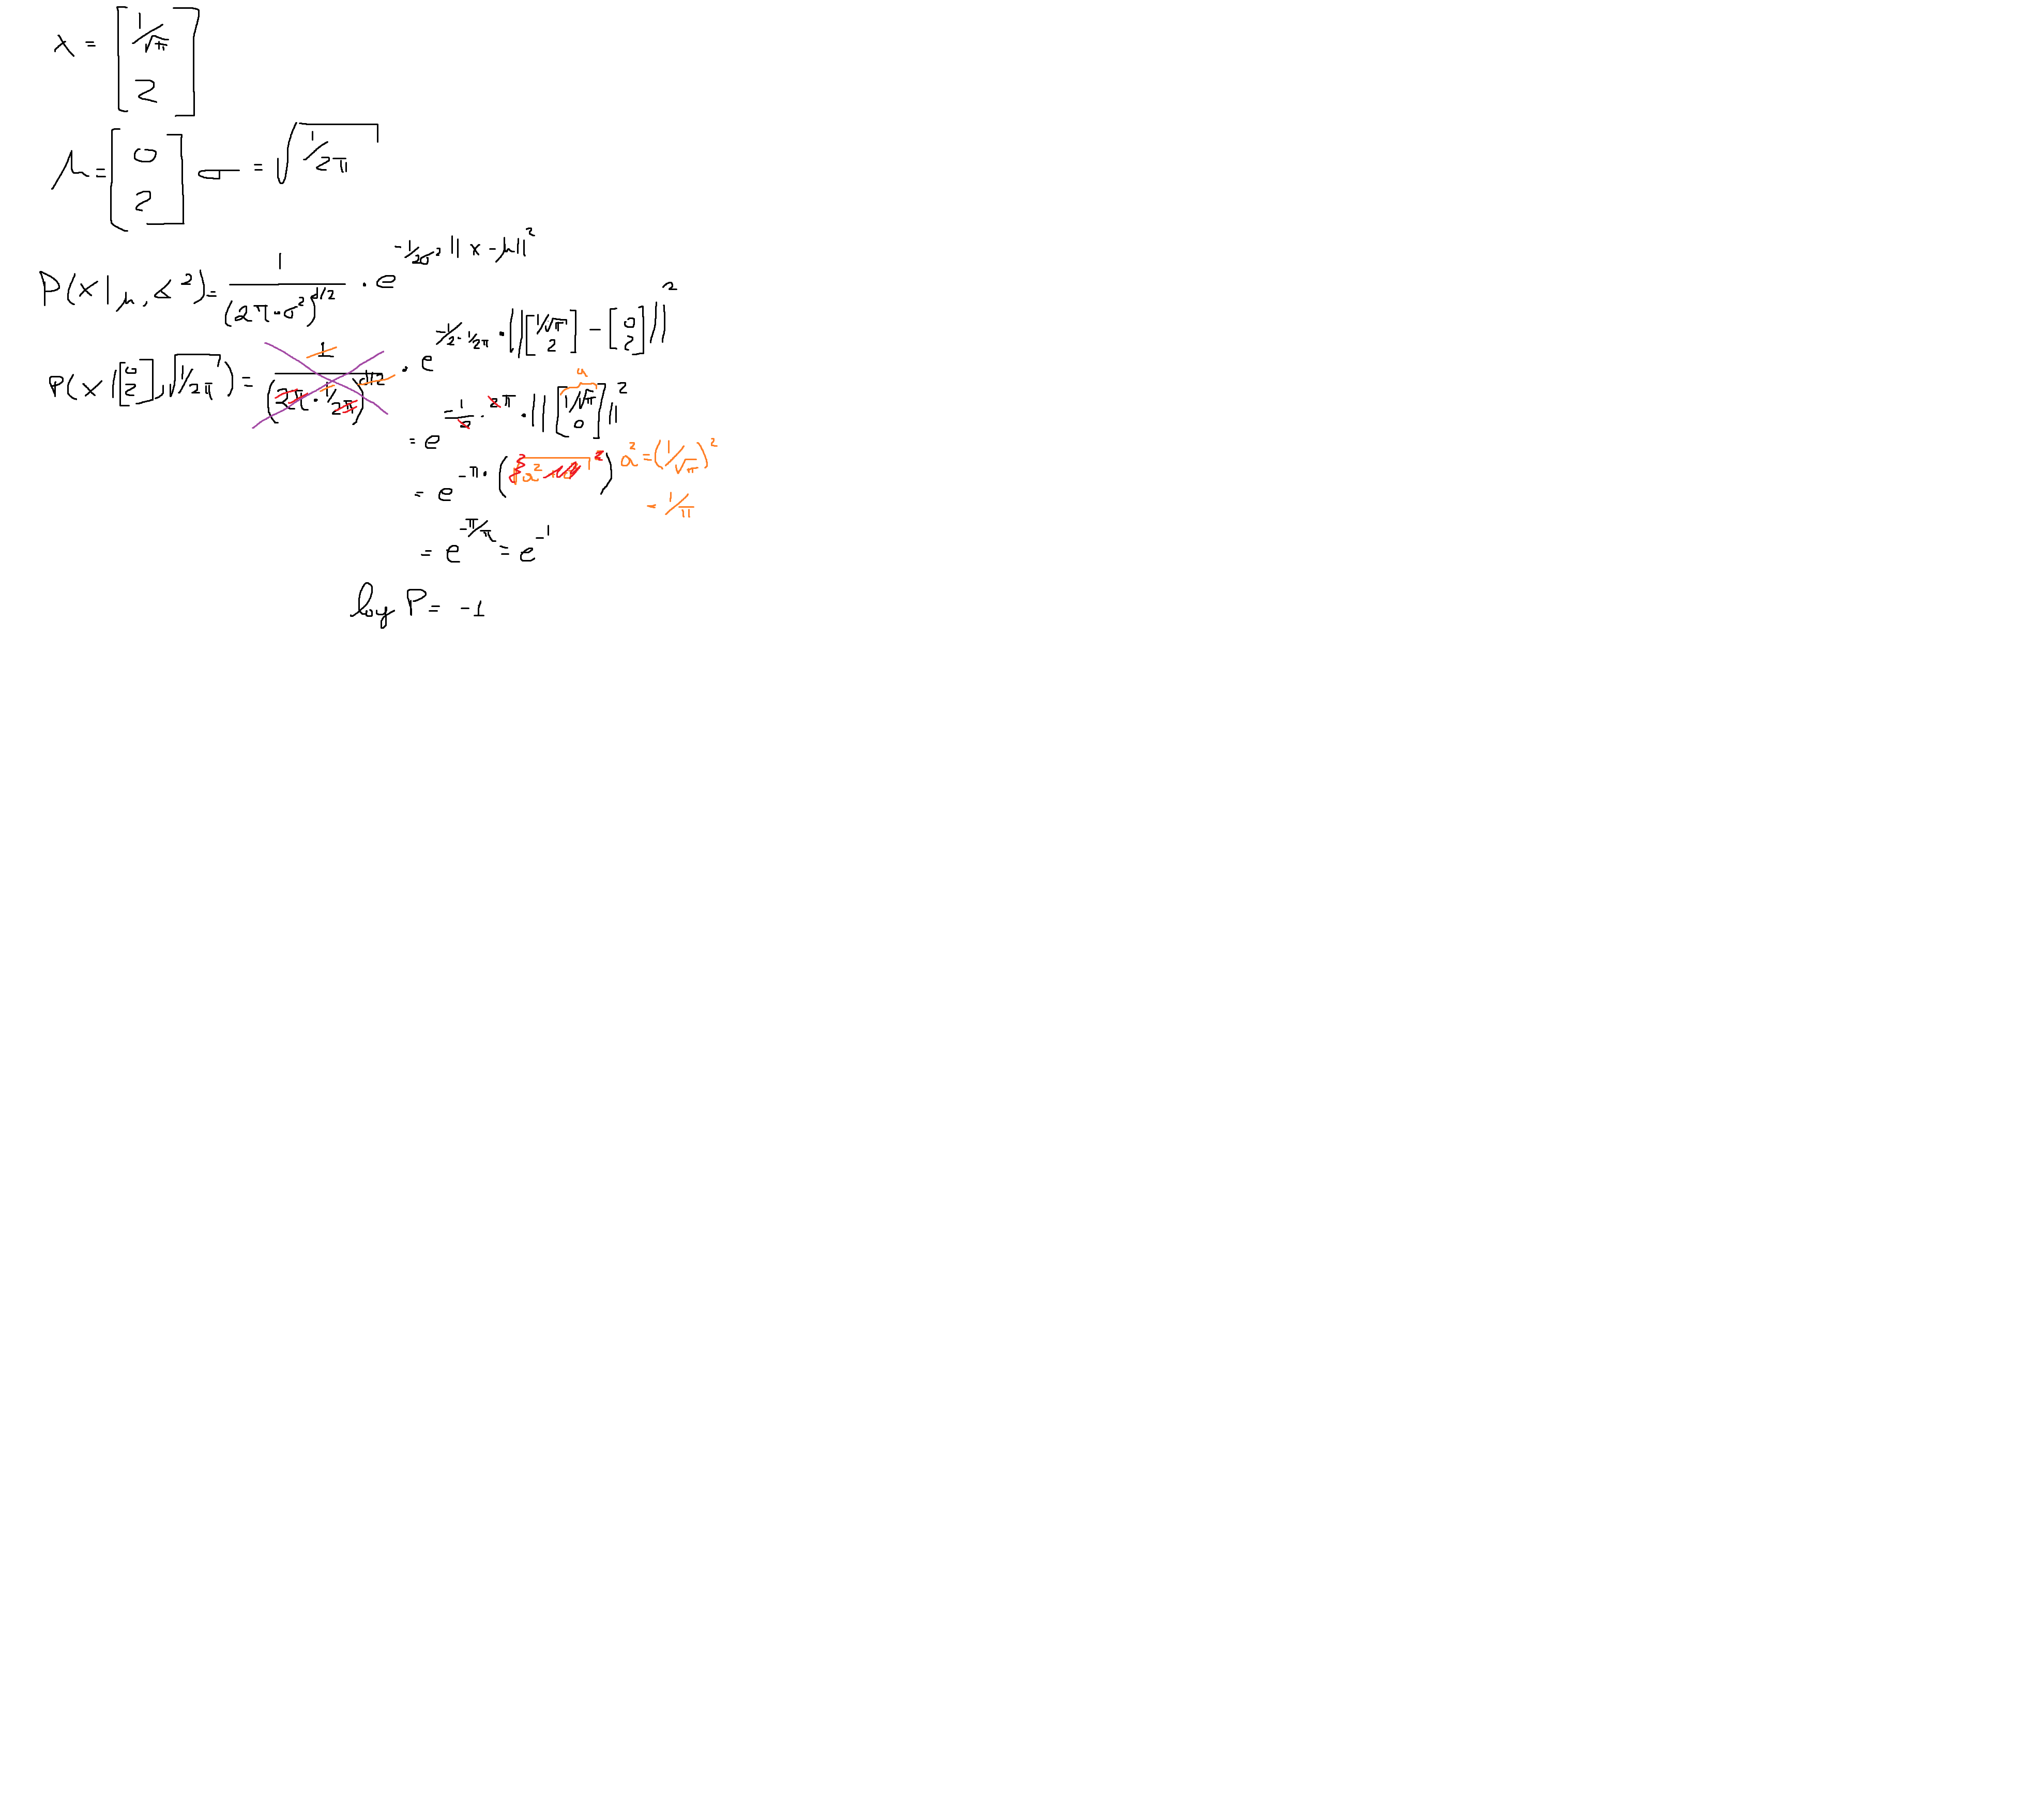 x = [1/√π 2]
μ = [0 2] σ = √(1/2π)
P(x|μ, σ²) = 1/(2π·σ²)^(d/2) · e^(-1/2σ² ||x-μ||²)
P(x|[0 2], √(1/2π)) = 1/(2π · 1/2π)^(d/2) · e^(-1/2·1/2π · ||[1/√π 2] - [0 2]||²)
a
= e^(-1/2 · 2π · ||[1/√π 0]||²)
= e^(-π · (√a² ²)) a² = (1/√π)²
= 1/π
= e^(-π/π) = e^(-1)
log P = -1